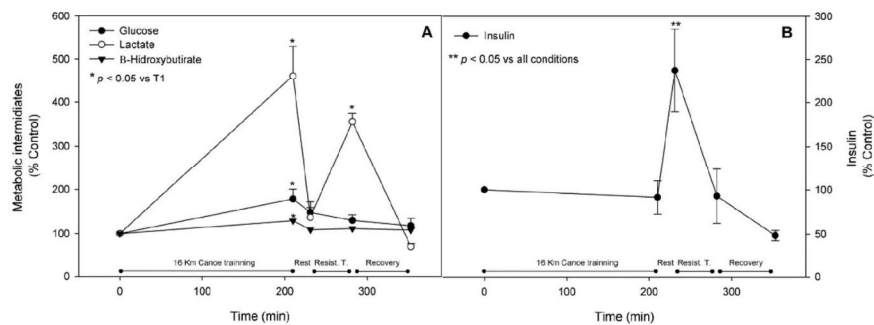 Glucose
Lactate
B-Hidroxybutirate
* p < 0.05 vs T1
A
Metabolic intermidiates
(% Control)
600
500
400
300
200
100
0
*
*
*
*
16 Km Canoe trainning
Rest
Resist. T.
Recovery
0
100
200
300
Time (min)
Insulin
** p < 0.05 vs all conditions
B
**
16 Km Canoe trainning
Rest
Resist. T.
Recovery
0
100
200
300
Time (min)
300
250
200
150
100
50
0
Insulin
(% Control)